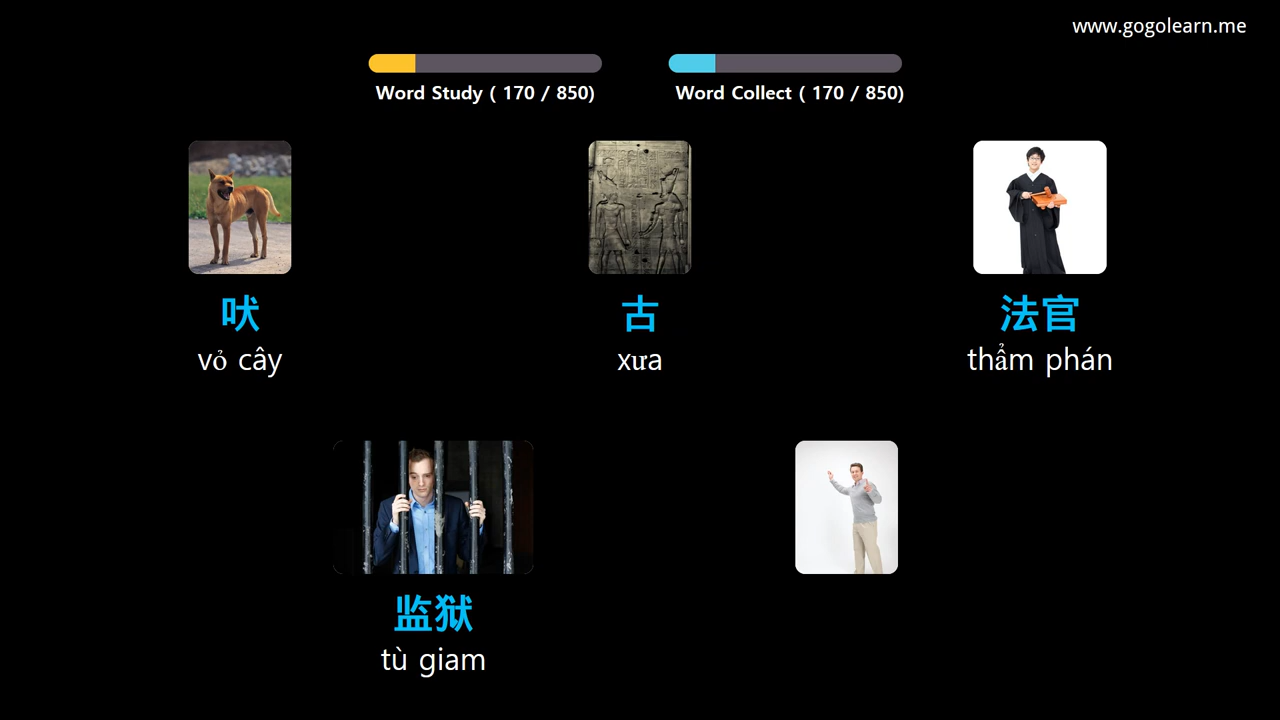 www.gogolearn.me
Word Study ( 170 / 850)
Word Collect ( 170 / 850)
吠
vỏ cây
古
xưa
法官
thẩm phán
监狱
tù giam